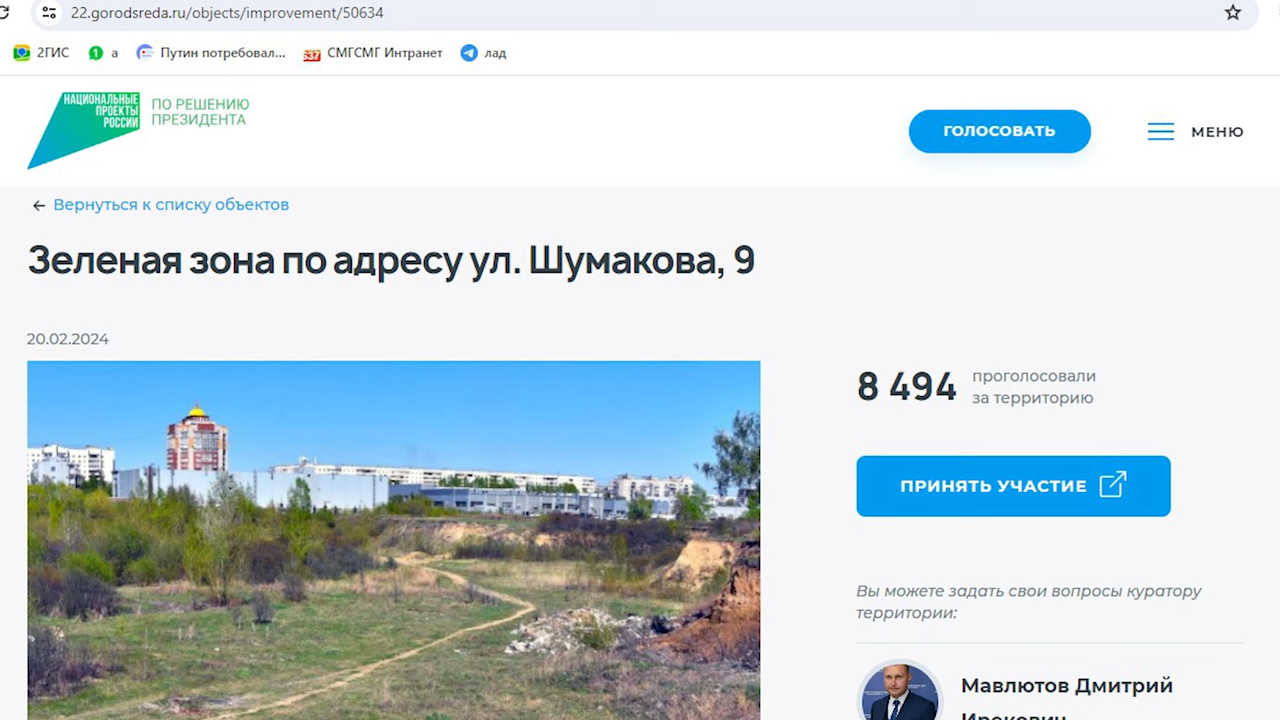 22.gorodsreda.ru/objects/improvement/50634
2ГИС
а
Путин потребовал...
СМГСМГ Интранет
лад
НАЦИОНАЛЬНЫЕ
ПРОЕКТЫ
РОССИИ
ПО РЕШЕНИЮ
ПРЕЗИДЕНТА
ГОЛОСОВАТЬ
МЕНЮ
← Вернуться к списку объектов
Зеленая зона по адресу ул. Шумакова, 9
20.02.2024
8 494
проголосовали
за территорию
ПРИНЯТЬ УЧАСТИЕ
Вы можете задать свои вопросы куратору
территории:
Мавлютов Дмитрий
Ирекович